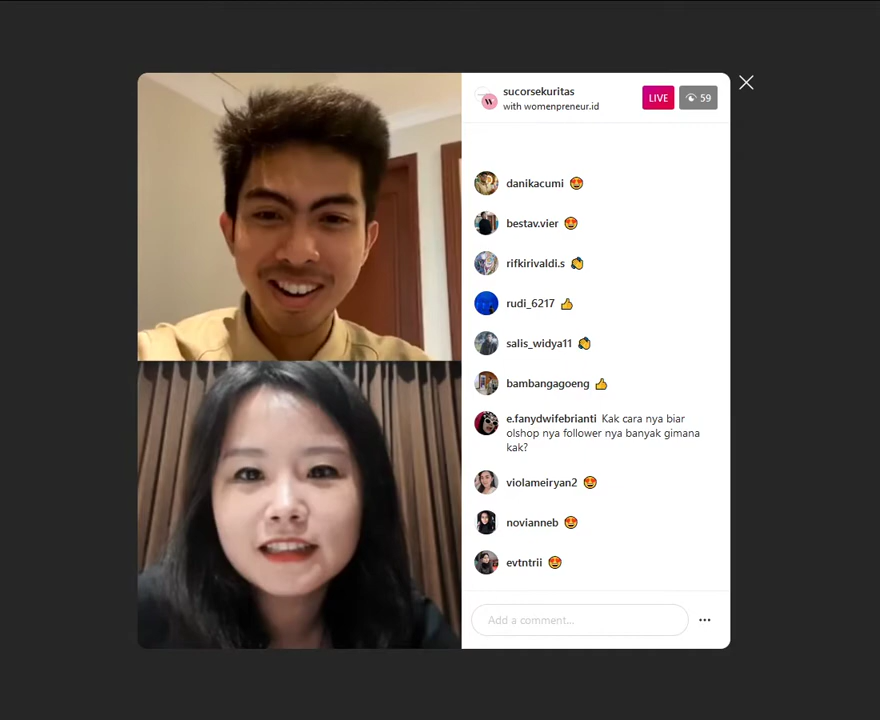 sucorsekuritas
with womenpreneur.id
LIVE
59
danikacumi 😍
bestav.vier 😍
rifkirivaldi.s 👏
rudi_6217 👍
salis_widya11 👏
bambangagoeng 👍
e.fanydwifebrianti Kak cara nya biar
olshop nya follower nya banyak gimana
kak?
violameiryan2 😍
novianneb 😍
evtntrii 😍
Add a comment...